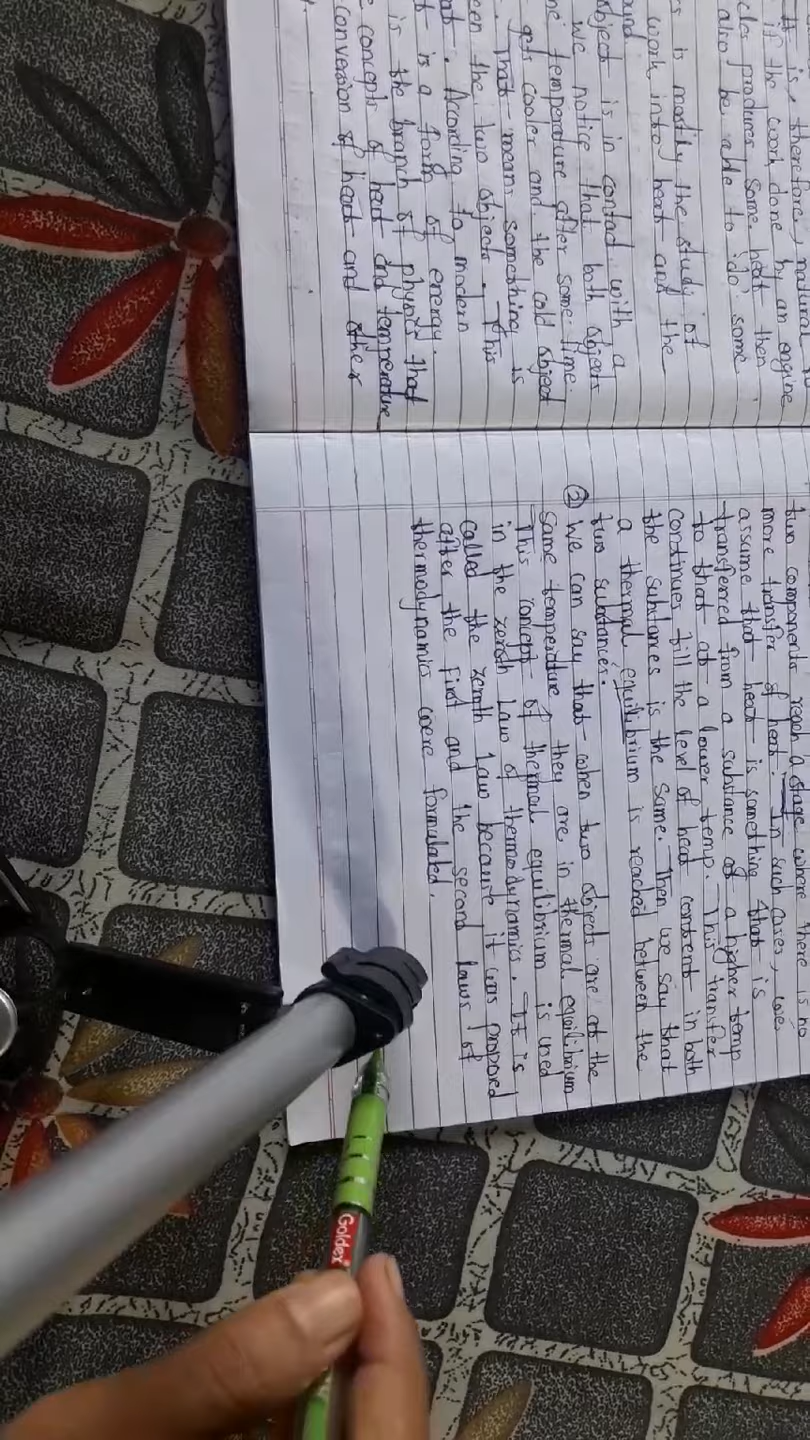 It is, therefore, natural
if the work done by an engine
produces some heat then
also be able to do some
is mostly the study of
work into heat and the
object is in contact with a
we notice that both objects
temperature after some time.
gets cooler and the cold object
That mean something is
the two objects. This
According to modern
t is a form of energy.
is the branch of physics that
concepts of heat and temperature
conversion of heart and other
two components reach a stage where there is no
more transfer of heat. In such cases, we
assume that heat is something that is
transferred from a substance at a higher temp
to that at a lower temp. This transfer
continues till the level of heat content in both
the substances is the same. Then we say that
a thermal equilibrium is reached between the
two substances.
② We can say that when two objects are at the
same temperature, they are in thermal equilibrium
This concept of thermal equilibrium is used
in the zeroth law of thermodynamics. It is
called the zeroth law because it was proposed
after the first and the second laws of
thermodynamics were formulated.
Goldex